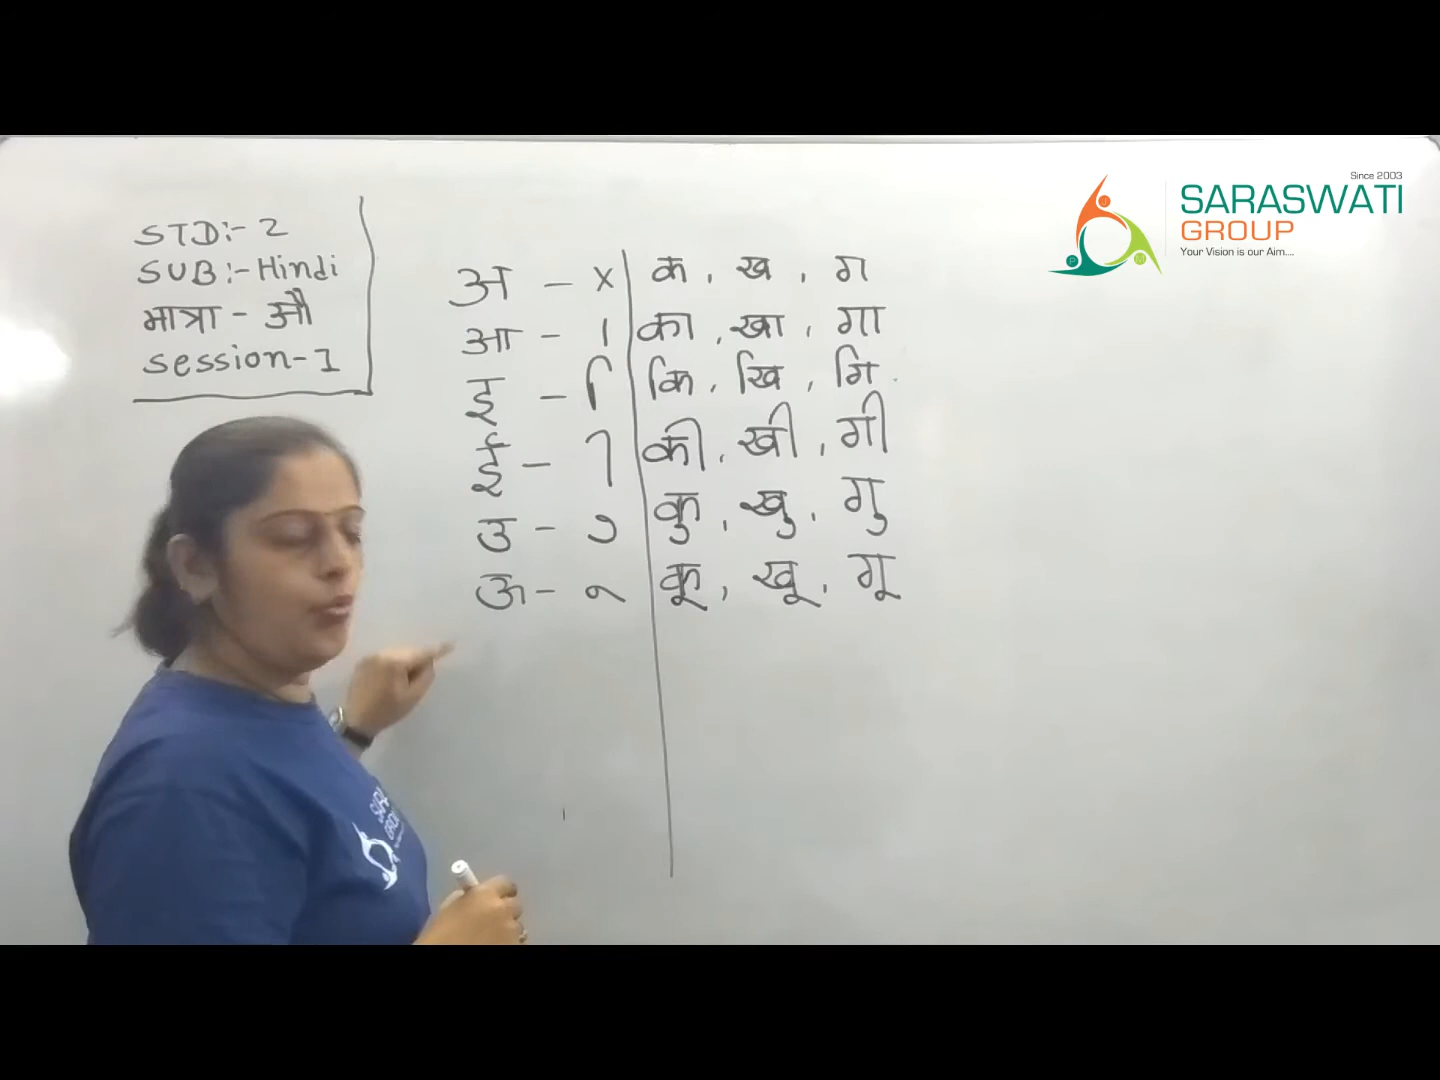 STD:- 2
SUB:- Hindi
मात्रा - औ
Session-1
अ - x क, ख, ग
आ - ा का, खा, गा
इ - ि कि, खि, गि
ई - ी की, खी, गी
उ - ु कु, खु, गु
ऊ - ू कू, खू, गू
Since 2003
SARASWATI
GROUP
Your Vision is our Aim....